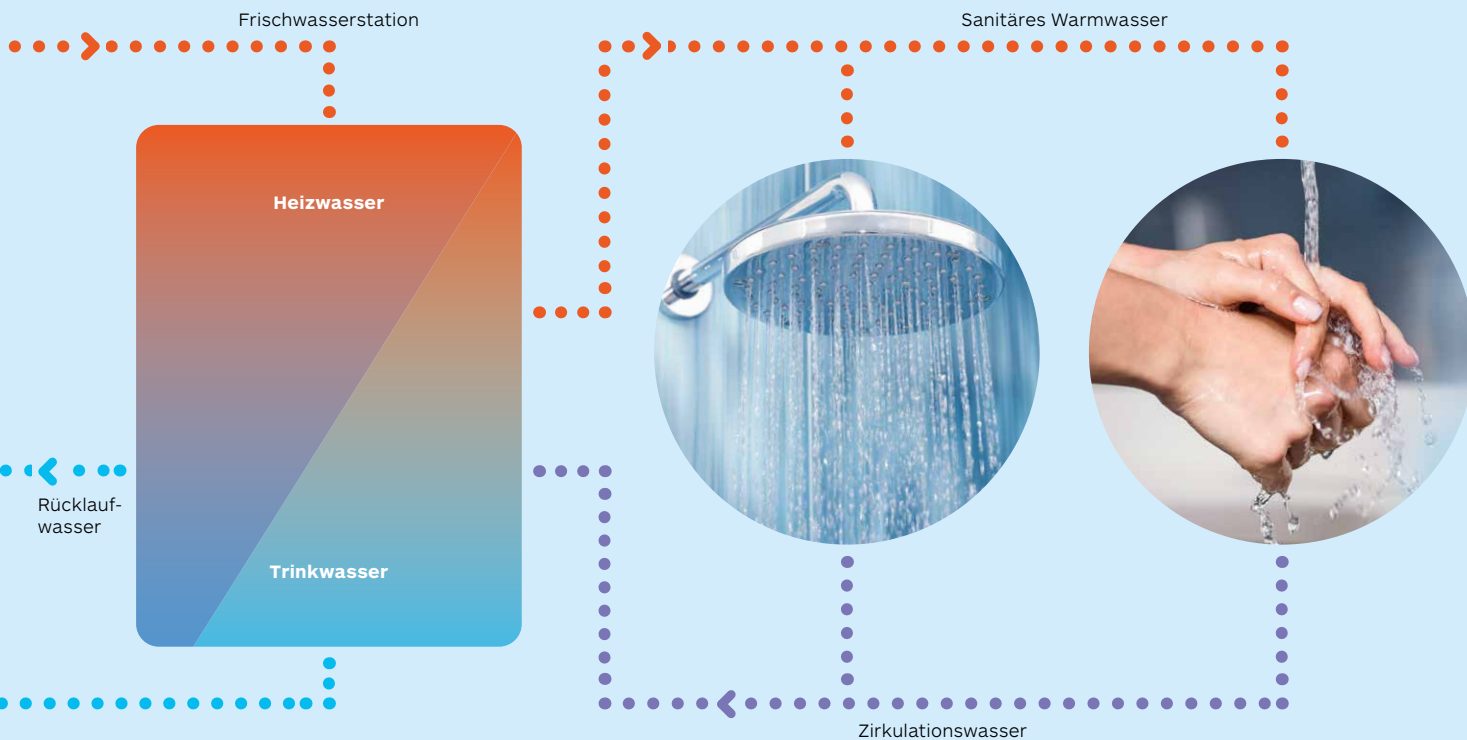 Frischwasserstation
Sanitäres Warmwasser
Heizwasser
Rücklauf-
wasser
Trinkwasser
Zirkulationswasser